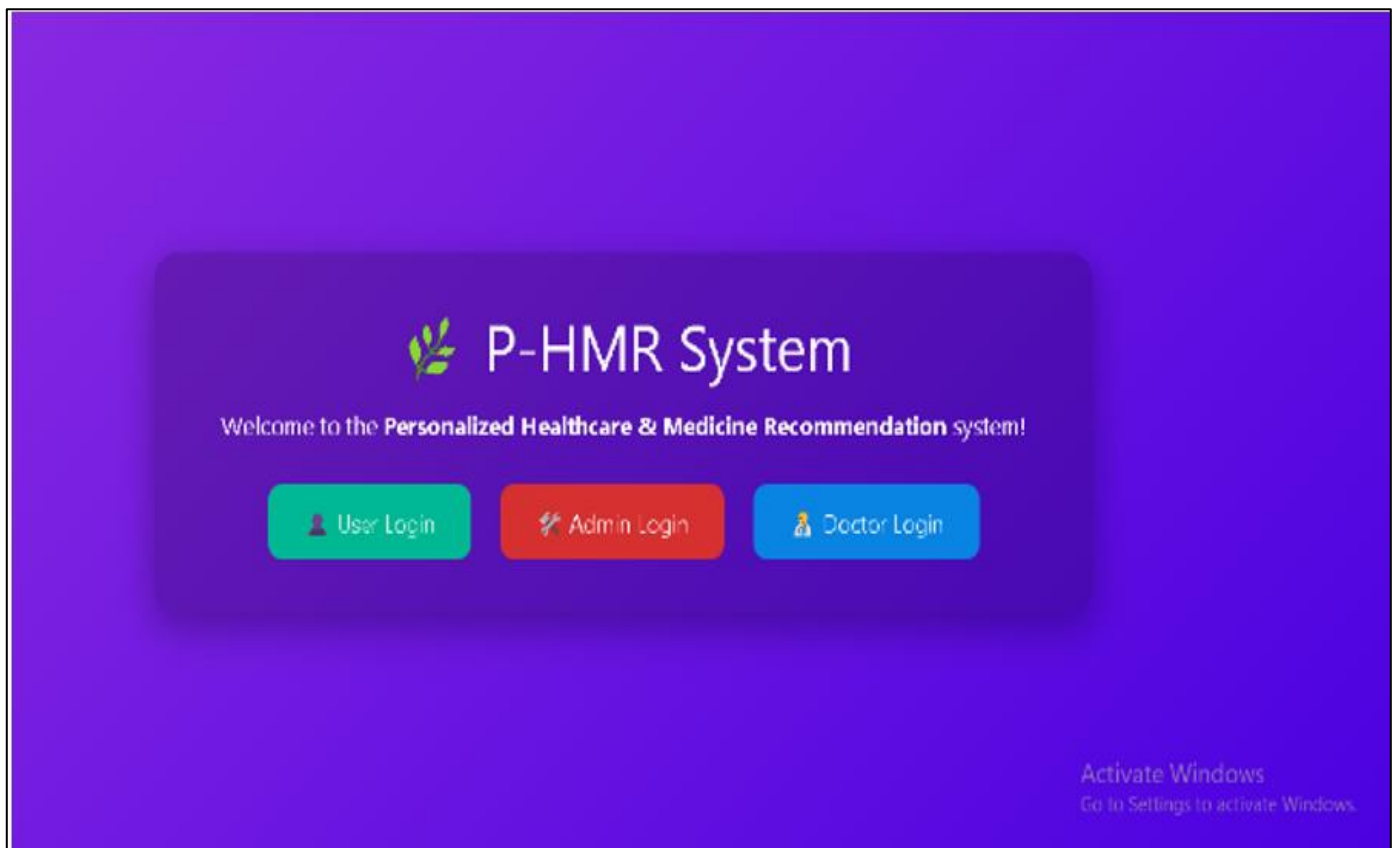 P-HMR System
Welcome to the Personalized Healthcare & Medicine Recommendation system!
User Login
Admin Login
Doctor Login
Activate Windows
Go to Settings to activate Windows.